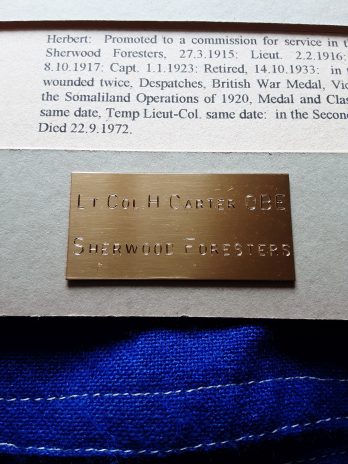 Herbert: Promoted to a commission for service in t
Sherwood Foresters, 27.3.1915: Lieut. 2.2.1916:
8.10.1917: Capt. 1.1.1923: Retired, 14.10.1933: in t
wounded twice, Despatches, British War Medal, Vic
the Somaliland Operations of 1920, Medal and Clas
same date, Temp Lieut-Col. same date: in the Secon
Died 22.9.1972.
LT COL H CARTER OBE
SHERWOOD FORESTERS